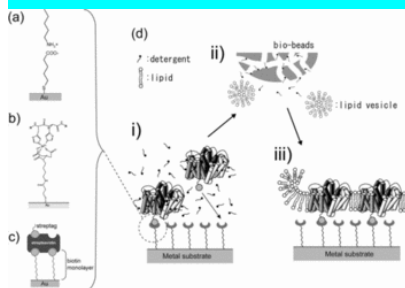 (a)
NH₃⁺
COO⁻
Au
b)
c)
streptag
biotin
monolayer
Au
(d)
:detergent
:lipid
i)
Metal substrate
ii)
bio-beads
lipid vesicle
iii)
Metal substrate